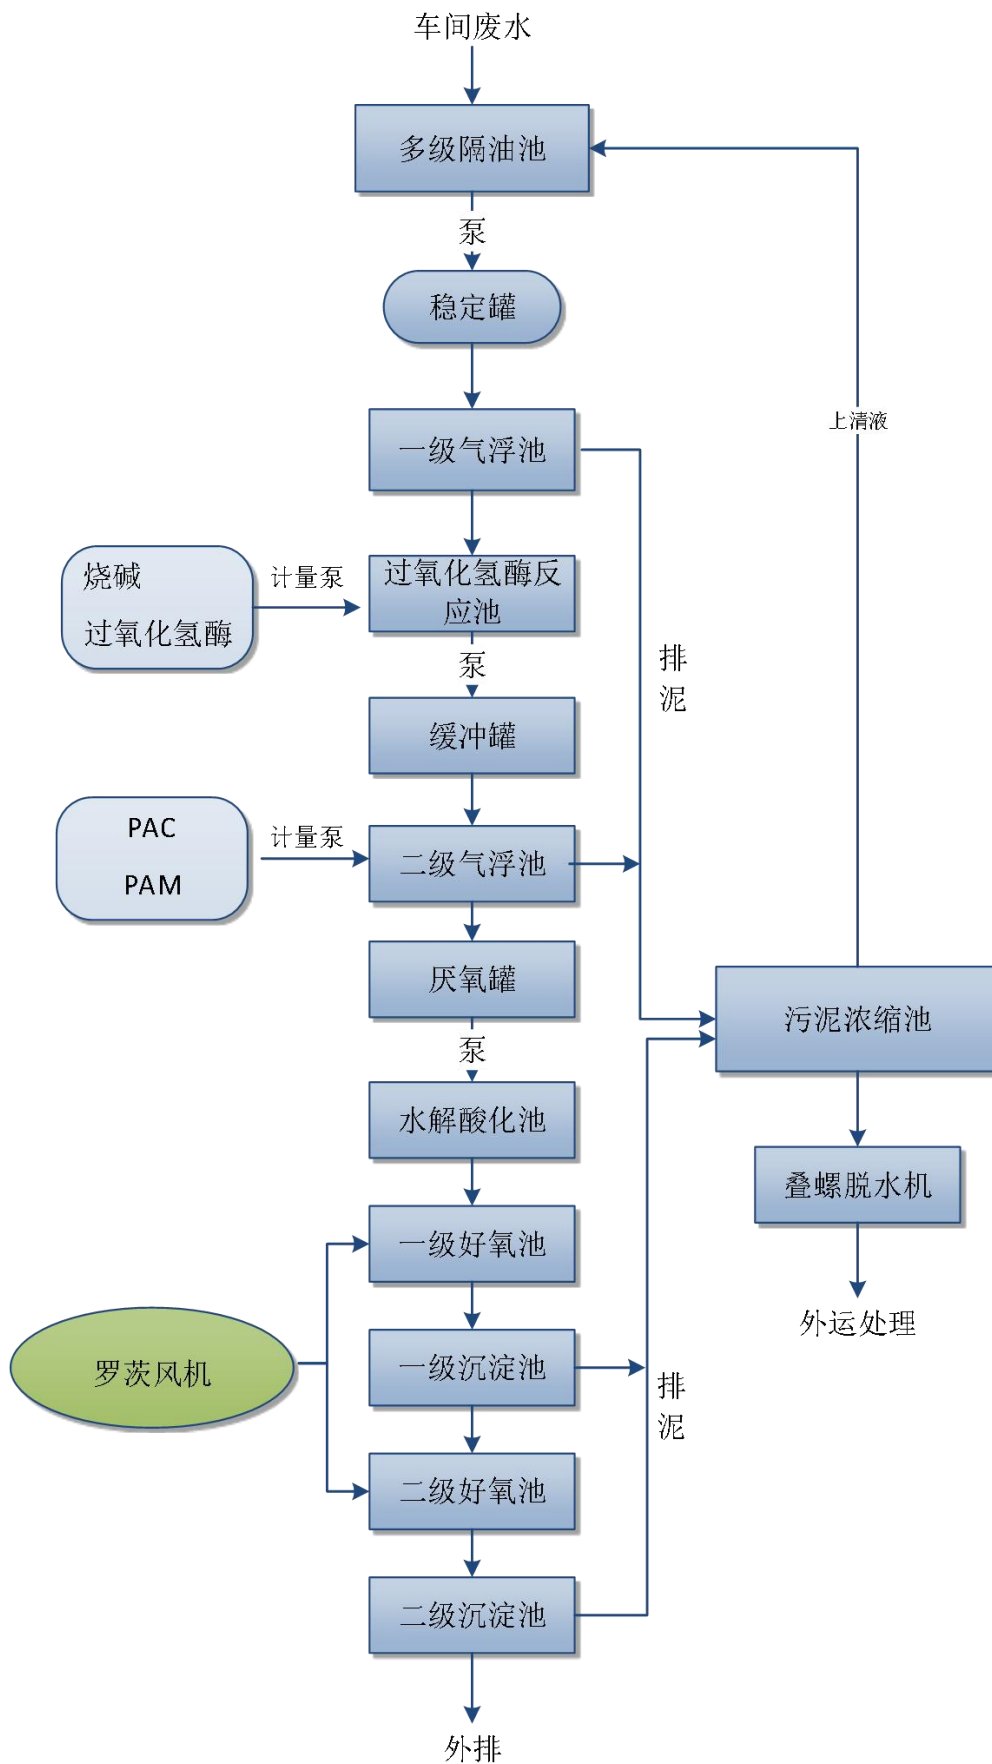 车间废水
多级隔油池
泵
稳定罐
上清液
一级气浮池
烧碱
过氧化氢酶
计量泵
过氧化氢酶反
应池
泵
排
泥
缓冲罐
PAC
PAM
计量泵
二级气浮池
厌氧罐
污泥浓缩池
泵
水解酸化池
叠螺脱水机
一级好氧池
外运处理
罗茨风机
一级沉淀池
排
泥
二级好氧池
二级沉淀池
外排